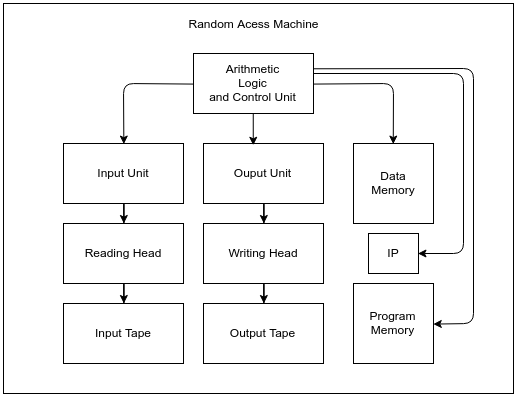 Random Acess Machine
Arithmetic
Logic
and Control Unit
Input Unit
Ouput Unit
Data
Memory
Reading Head
Writing Head
IP
Input Tape
Output Tape
Program
Memory